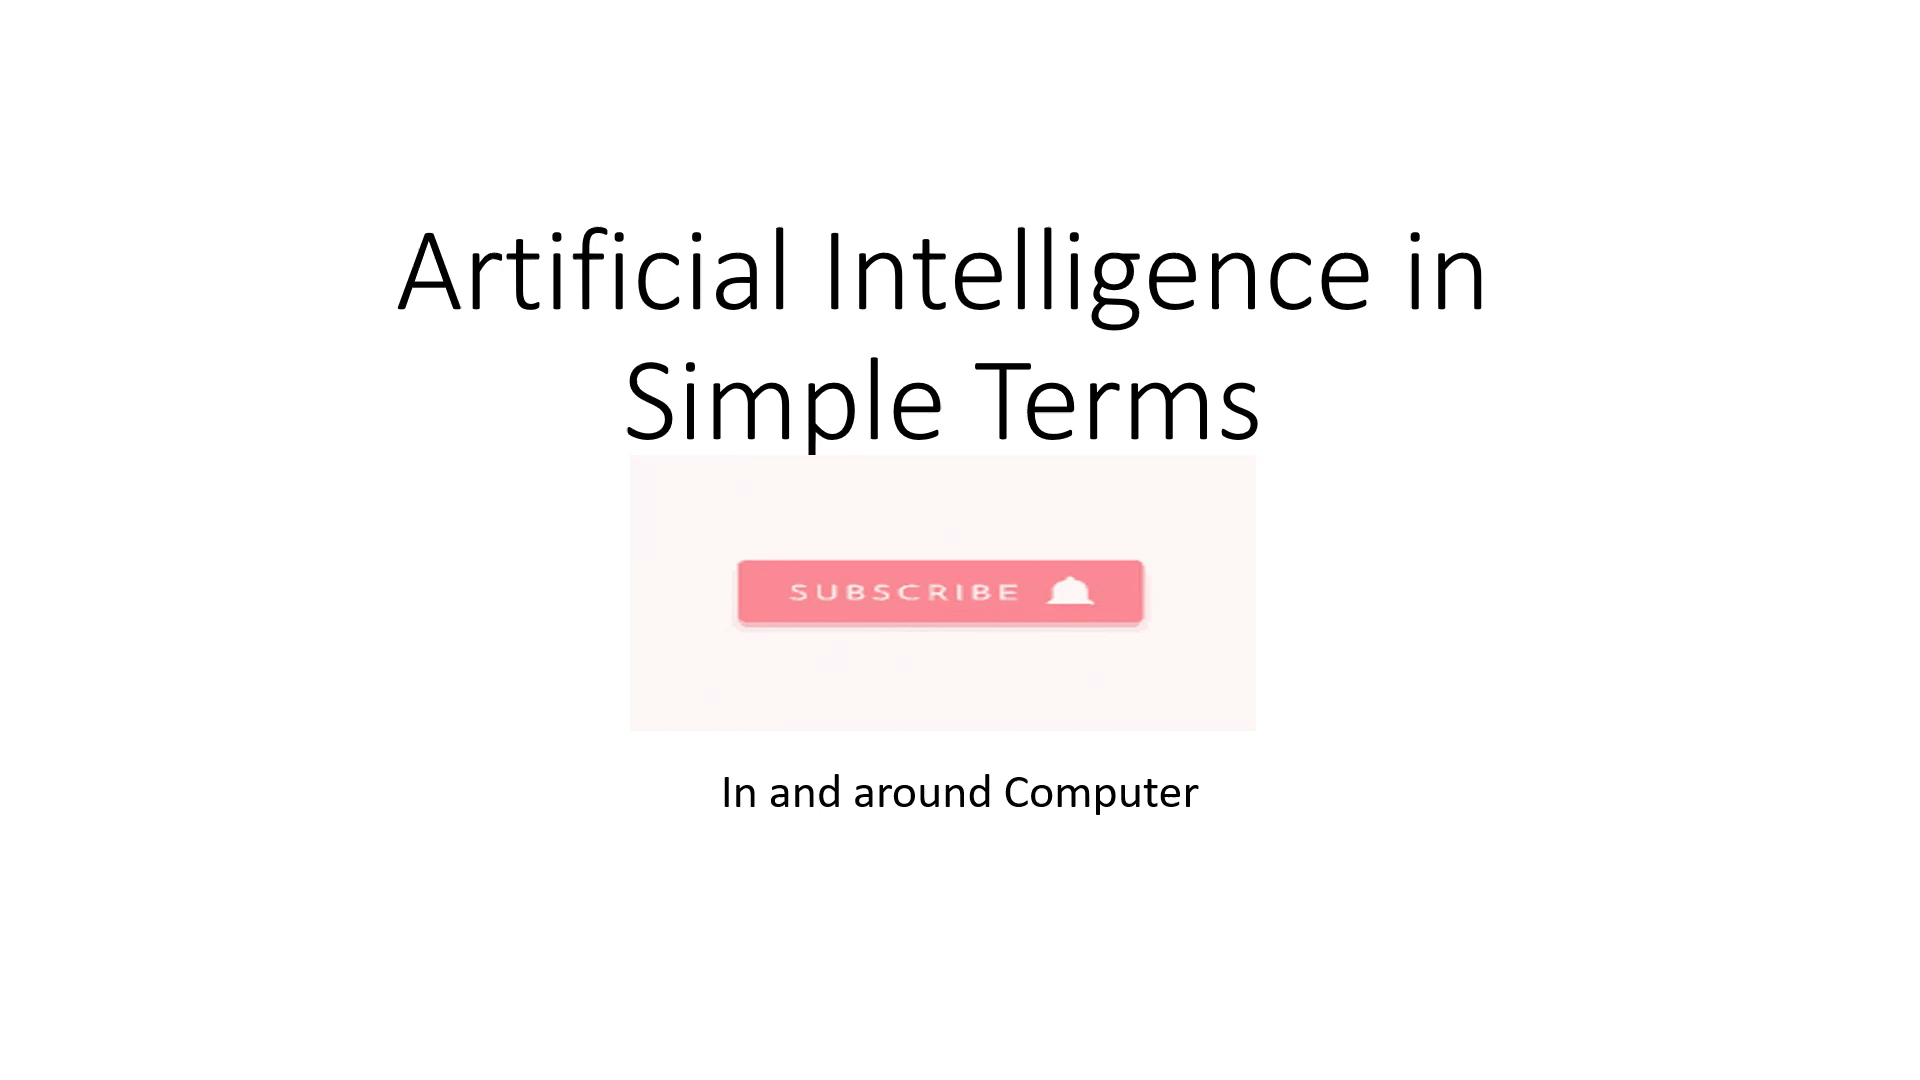 Artificial Intelligence in
Simple Terms
SUBSCRIBE
In and around Computer